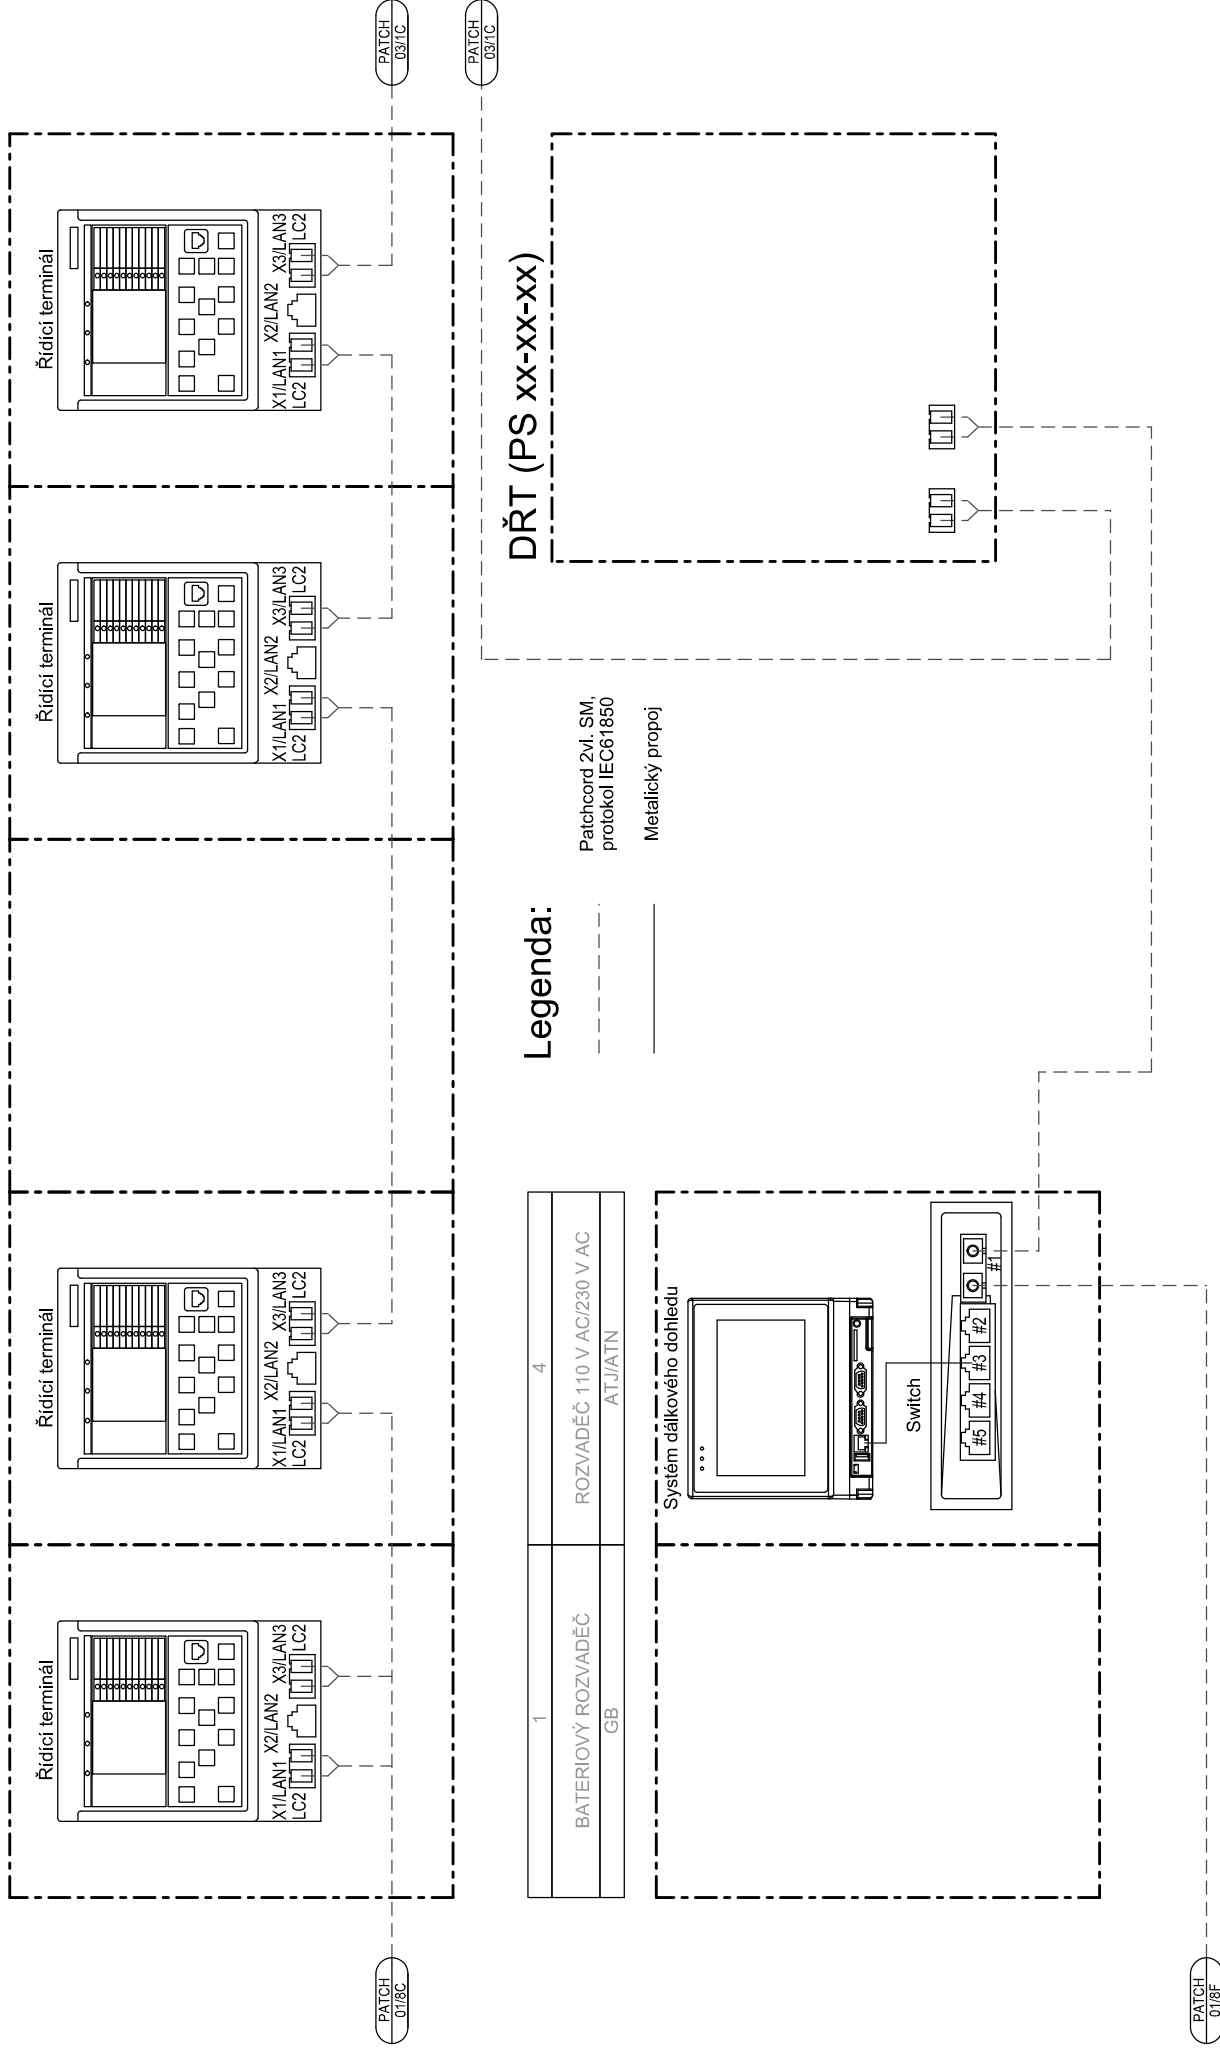 PATCH
01/8C
Řídící terminál
X1/LAN1
X2/LAN2
X3/LAN3
LC2
LC2
Řídící terminál
X1/LAN1
X2/LAN2
X3/LAN3
LC2
LC2
Řídící terminál
X1/LAN1
X2/LAN2
X3/LAN3
LC2
LC2
Řídící terminál
X1/LAN1
X2/LAN2
X3/LAN3
LC2
LC2
PATCH
03/1C
PATCH
03/1C
1
4
BATERIOVÝ ROZVADĚČ
ROZVADĚČ 110 V AC/230 V AC
GB
ATJ/ATN
Legenda:
Patchcord 2vl. SM,
protokol IEC61850
Metalický propoj
DŘT (PS xx-xx-xx)
Systém dálkového dohledu
Switch
#5
#4
#3
#2
#1
PATCH
01/8F